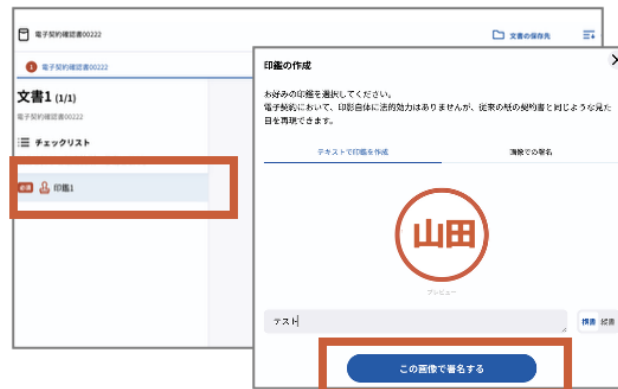 電子契約確認書00222
文書の保存先
1 電子契約確認書00222
文書1 (1/1)
電子契約確認書00222
チェックリスト
必須 印鑑1
印鑑の作成
お好みの印鑑を選択してください。
電子契約において、印影自体に法的効力はありませんが、従来の紙の契約書と同じような見た
目を再現できます。
テキストで印鑑を作成
画像での署名
山田
プレビュー
テスト
横書 縦書
この画像で署名する